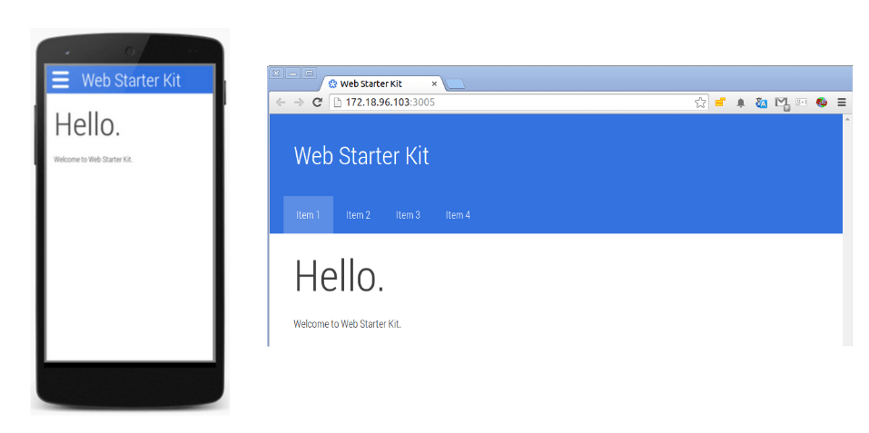 Web Starter Kit
Hello.
Welcome to Web Starter Kit.
Web Starter Kit
172.18.96.103:3005
Web Starter Kit
Item 1 Item 2 Item 3 Item 4
Hello.
Welcome to Web Starter Kit.